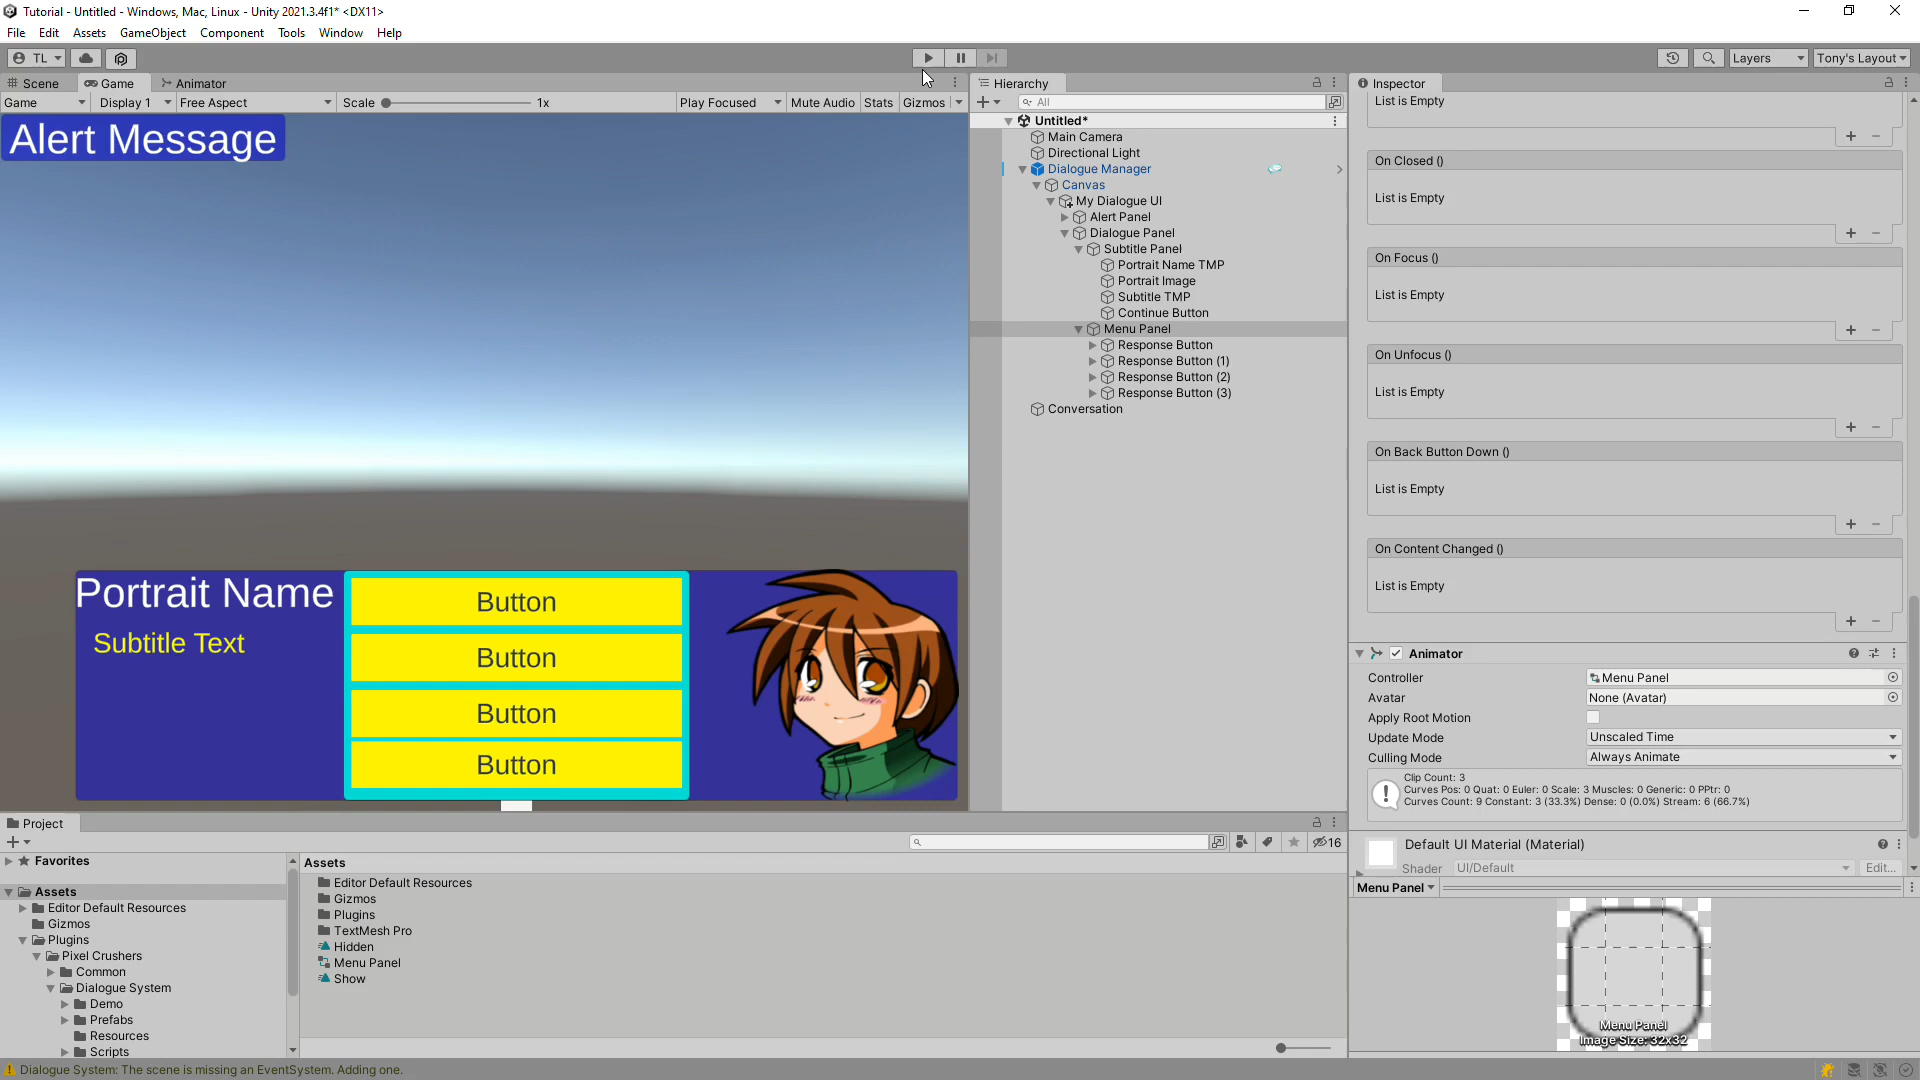 Tutorial - Untitled - Windows, Mac, Linux - Unity 2021.3.4f1* <DX11>
File Edit Assets GameObject Component Tools Window Help
TL Layers Tony's Layout
Scene Game Animator
Game Display 1 Free Aspect Scale 1x Play Focused Mute Audio Stats Gizmos
Alert Message
Portrait Name
Subtitle Text
Button
Button
Button
Button
Hierarchy
All
Untitled*
Main Camera
Directional Light
Dialogue Manager
Canvas
My Dialogue UI
Alert Panel
Dialogue Panel
Subtitle Panel
Portrait Name TMP
Portrait Image
Subtitle TMP
Continue Button
Menu Panel
Response Button
Response Button (1)
Response Button (2)
Response Button (3)
Conversation
Inspector
List is Empty
On Closed ()
List is Empty
On Focus ()
List is Empty
On Unfocus ()
List is Empty
On Back Button Down ()
List is Empty
On Content Changed ()
List is Empty
Animator
Controller Menu Panel
Avatar None (Avatar)
Apply Root Motion
Update Mode Unscaled Time
Culling Mode Always Animate
Clip Count: 3
Curves Pos: 0 Quat: 0 Euler: 0 Scale: 3 Muscles: 0 Generic: 0 PPtr: 0
Curves Count: 9 Constant: 3 (33.3%) Dense: 0 (0.0%) Stream: 6 (66.7%)
Default UI Material (Material)
Shader UI/Default Edit...
Menu Panel
Menu Panel
Image Size: 32x32
Project
16
Favorites
Assets
Editor Default Resources
Gizmos
Plugins
Pixel Crushers
Common
Dialogue System
Demo
Prefabs
Resources
Scripts
Assets
Editor Default Resources
Gizmos
Plugins
TextMesh Pro
Hidden
Menu Panel
Show
Dialogue System: The scene is missing an EventSystem. Adding one.